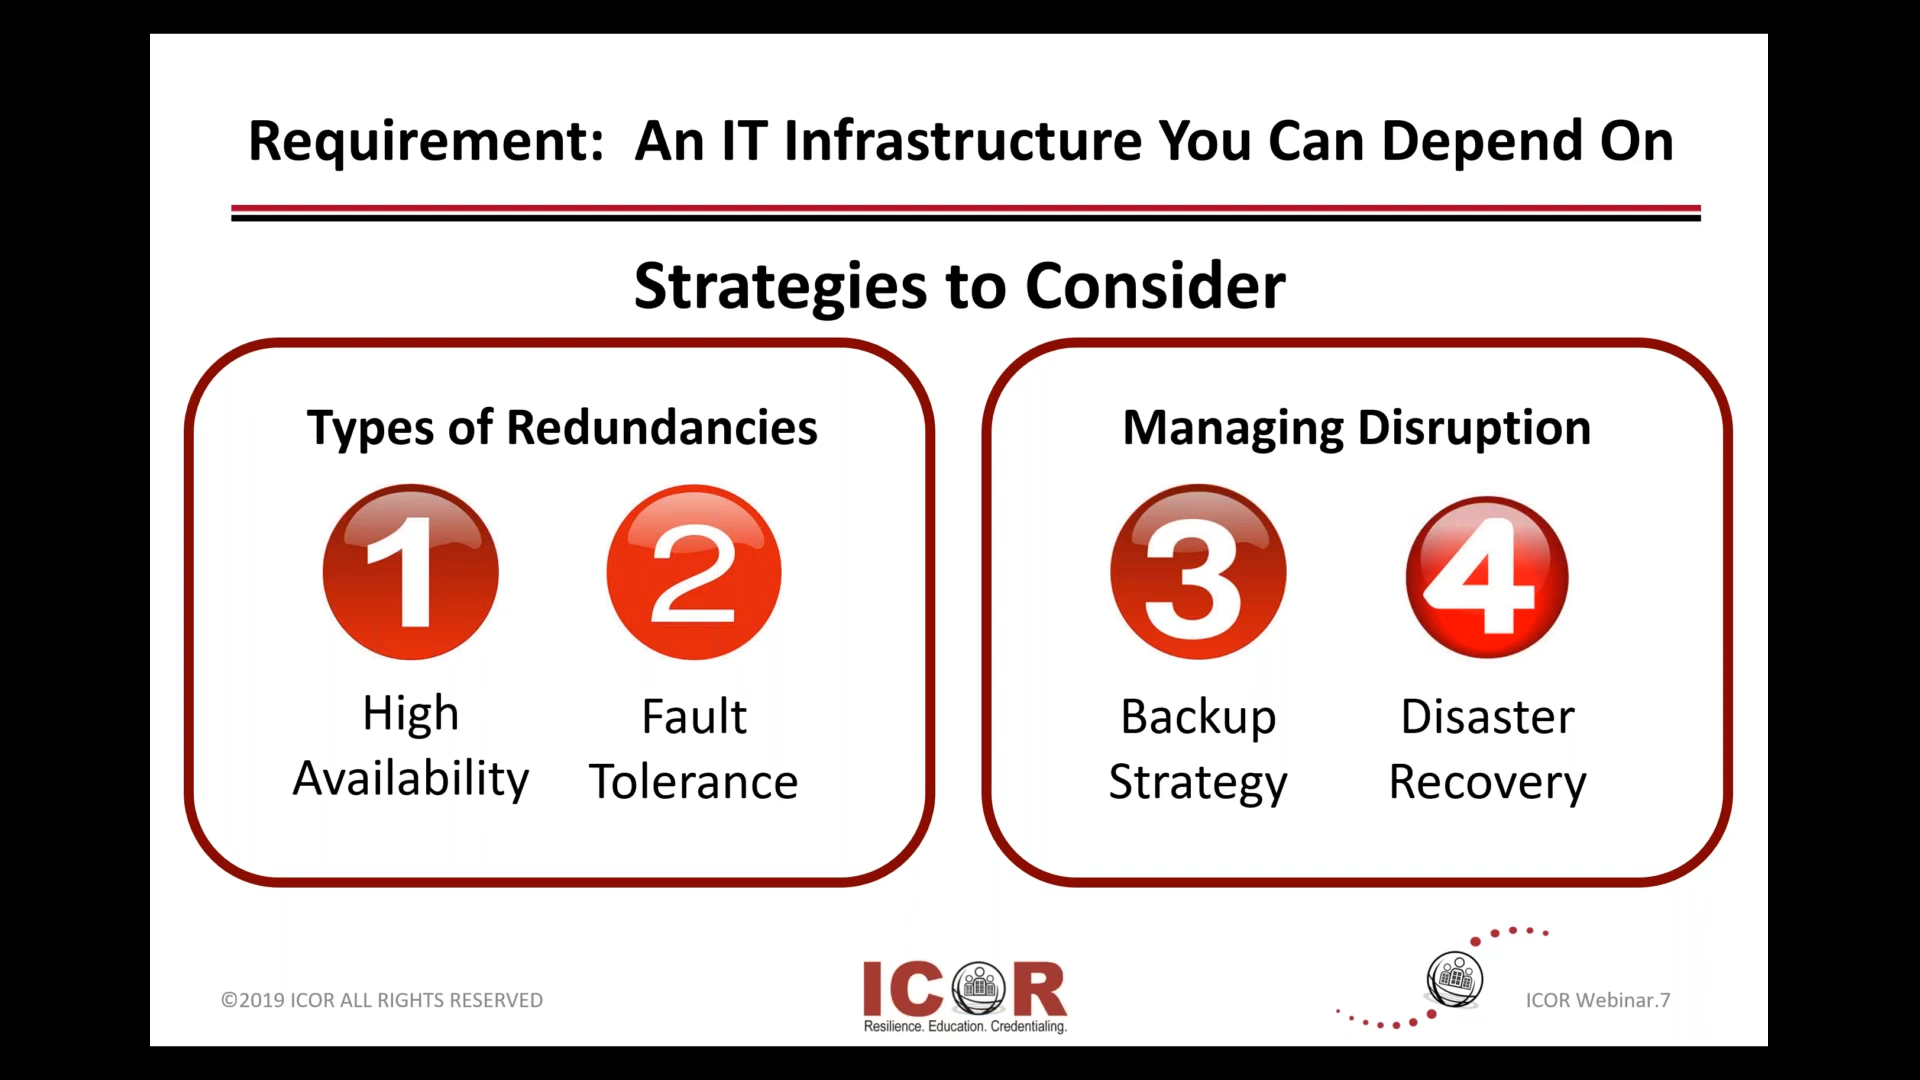 Requirement:  An IT Infrastructure You Can Depend On
Strategies to Consider
Types of Redundancies
1
High
Availability
2
Fault
Tolerance
Managing Disruption
3
Backup
Strategy
4
Disaster
Recovery
©2019 ICOR ALL RIGHTS RESERVED
ICOR
Resilience. Education. Credentialing.
ICOR Webinar.7